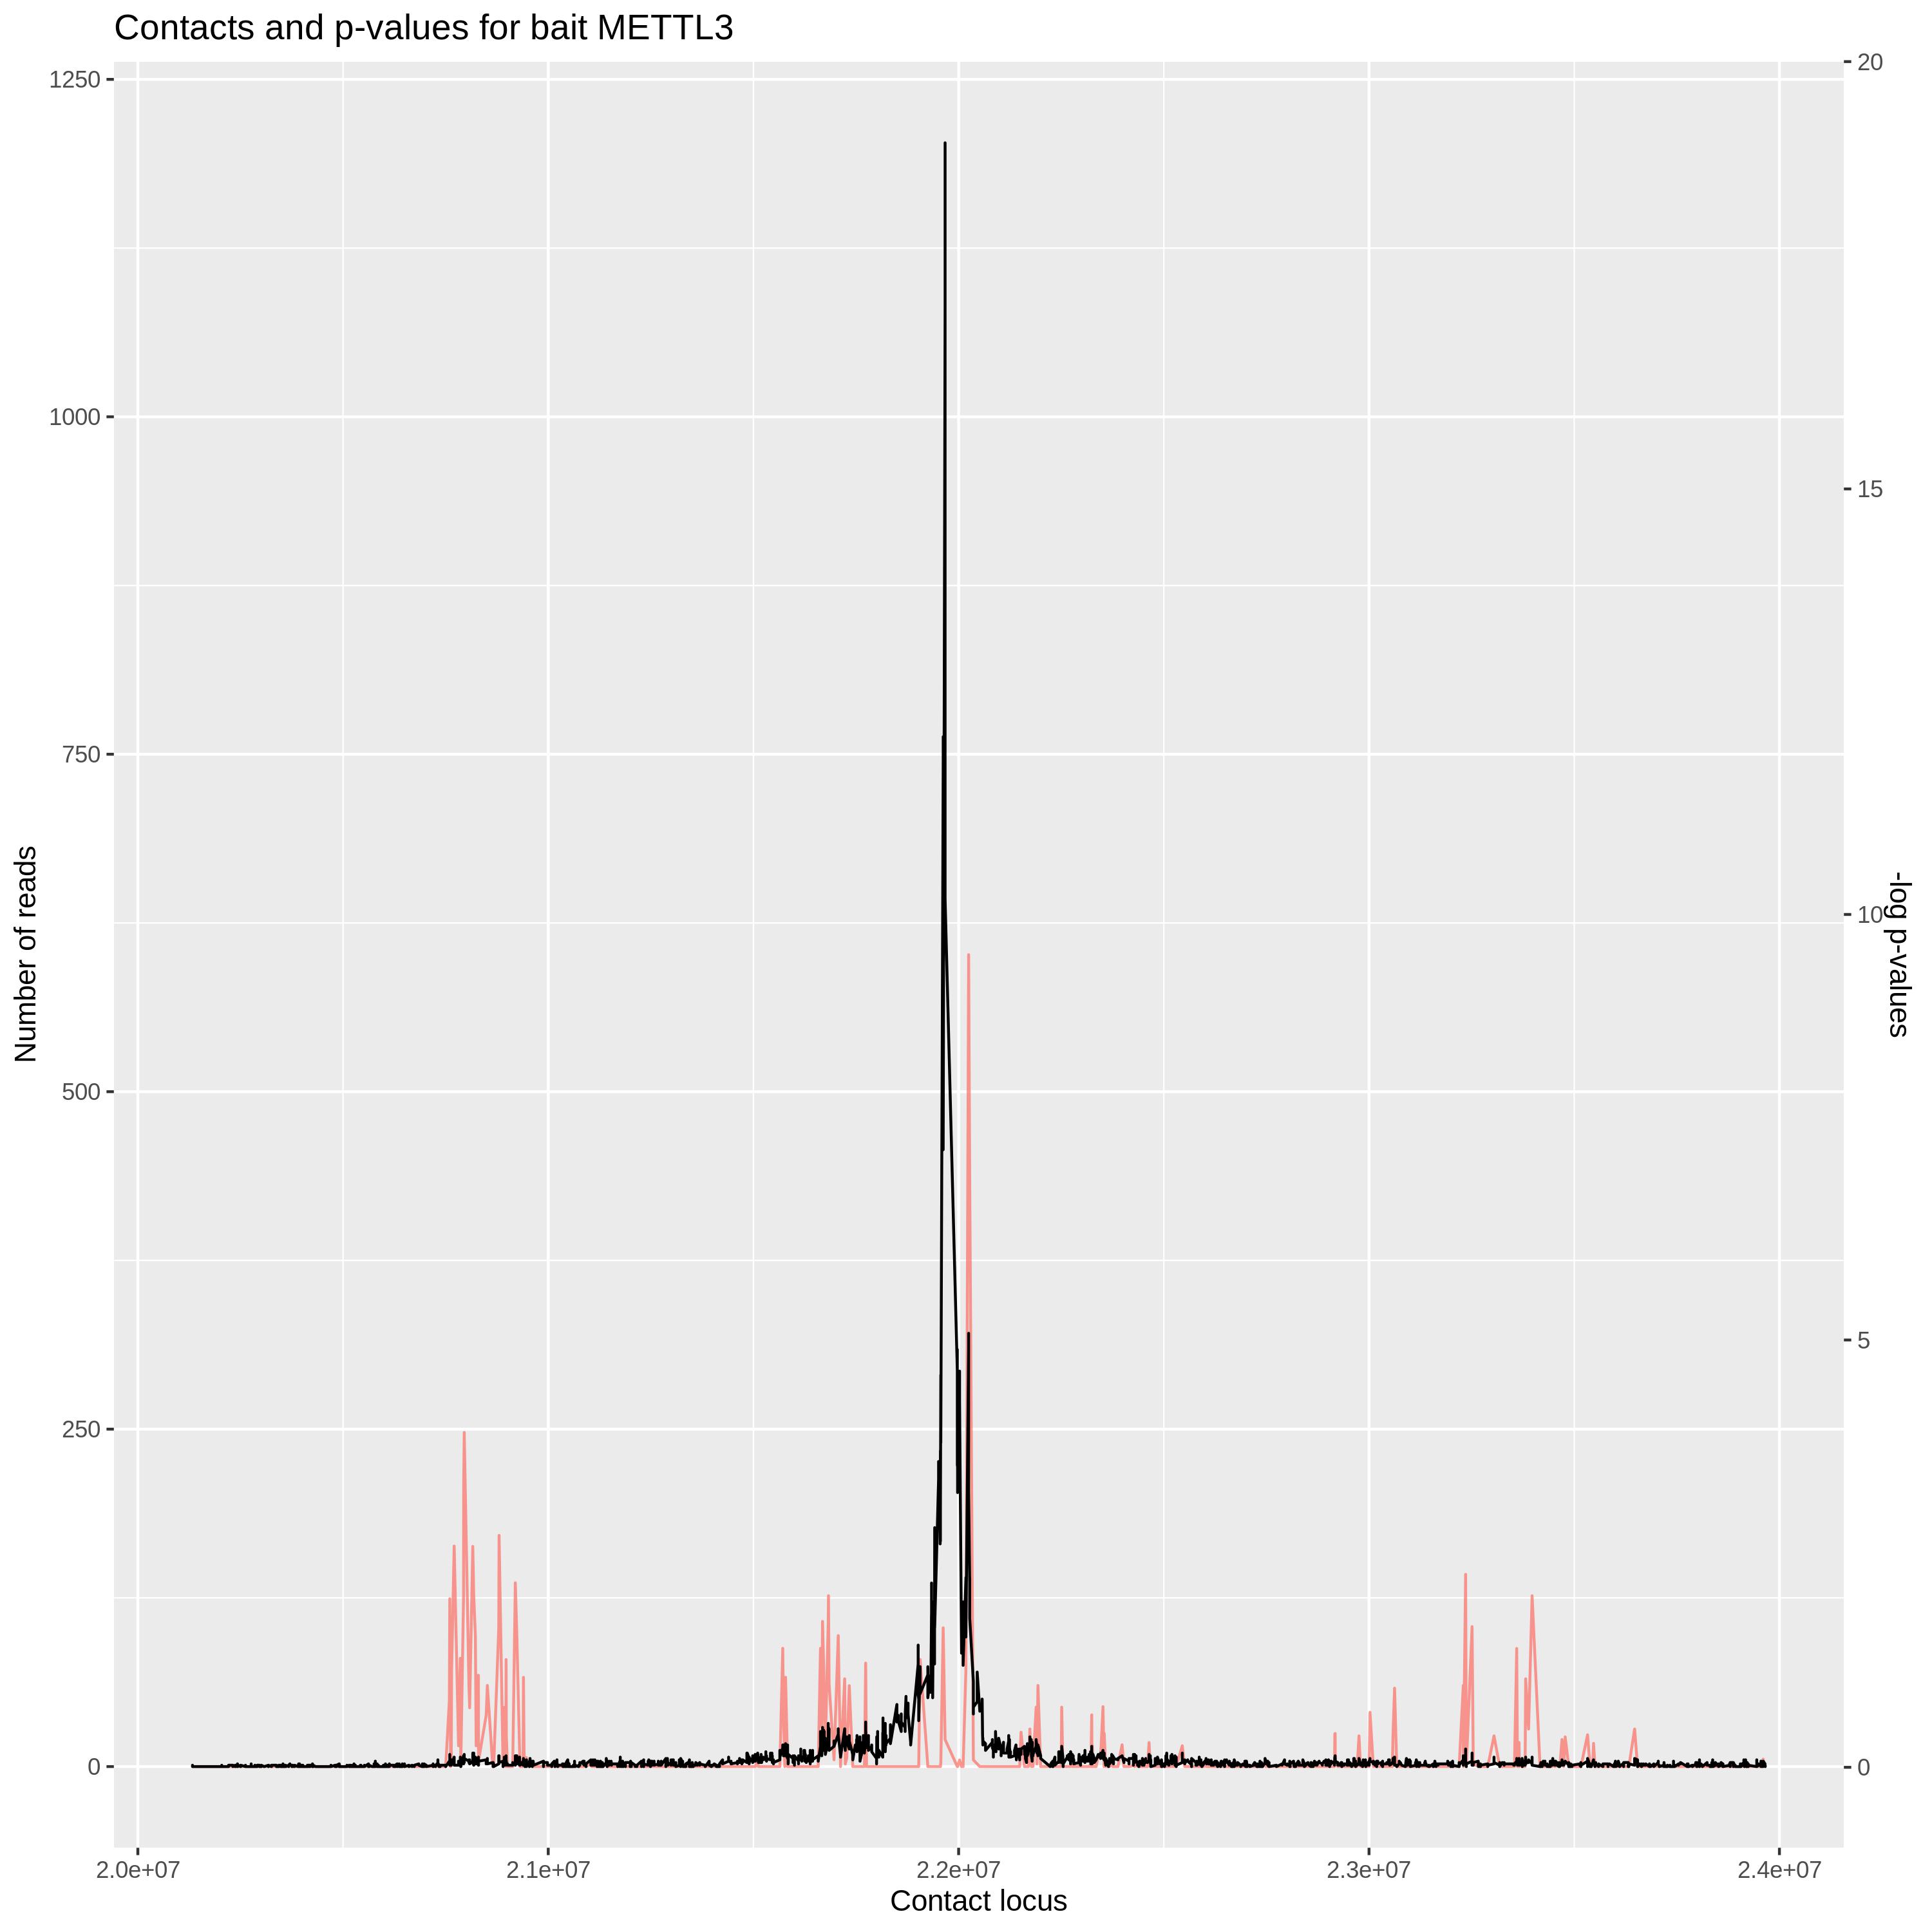 Contacts and p-values for bait METTL3
1250
1000
750
500
250
0
Number of reads
20
15
10
5
0
-log p-values
2.0e+07
2.1e+07
2.2e+07
2.3e+07
2.4e+07
Contact locus